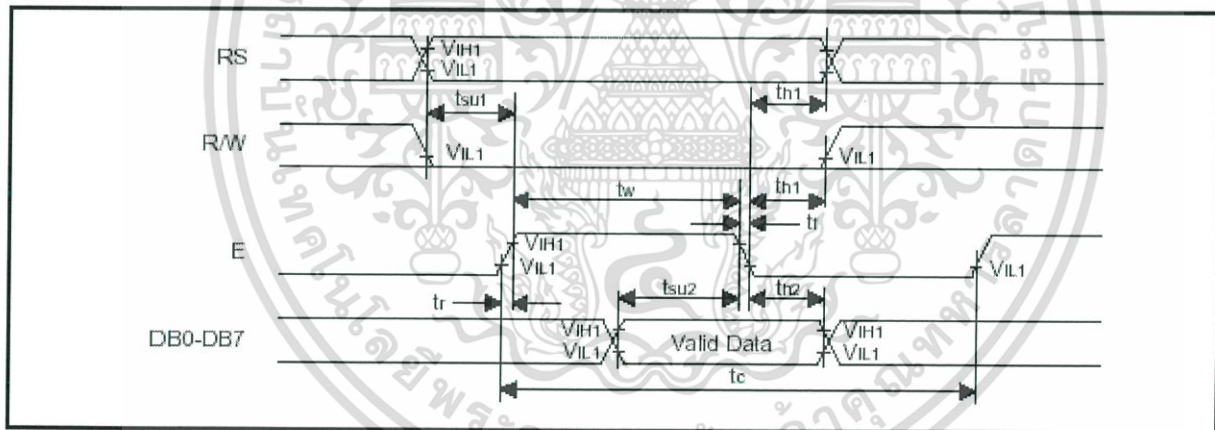 RS
VIH1
VIL1
tsu1
th1
R/W
VIL1
VIL1
tw
th1
tf
E
VIH1
VIL1
VIL1
tr
tsu2
th2
DB0-DB7
VIH1
VIL1
Valid Data
VIH1
VIL1
tc